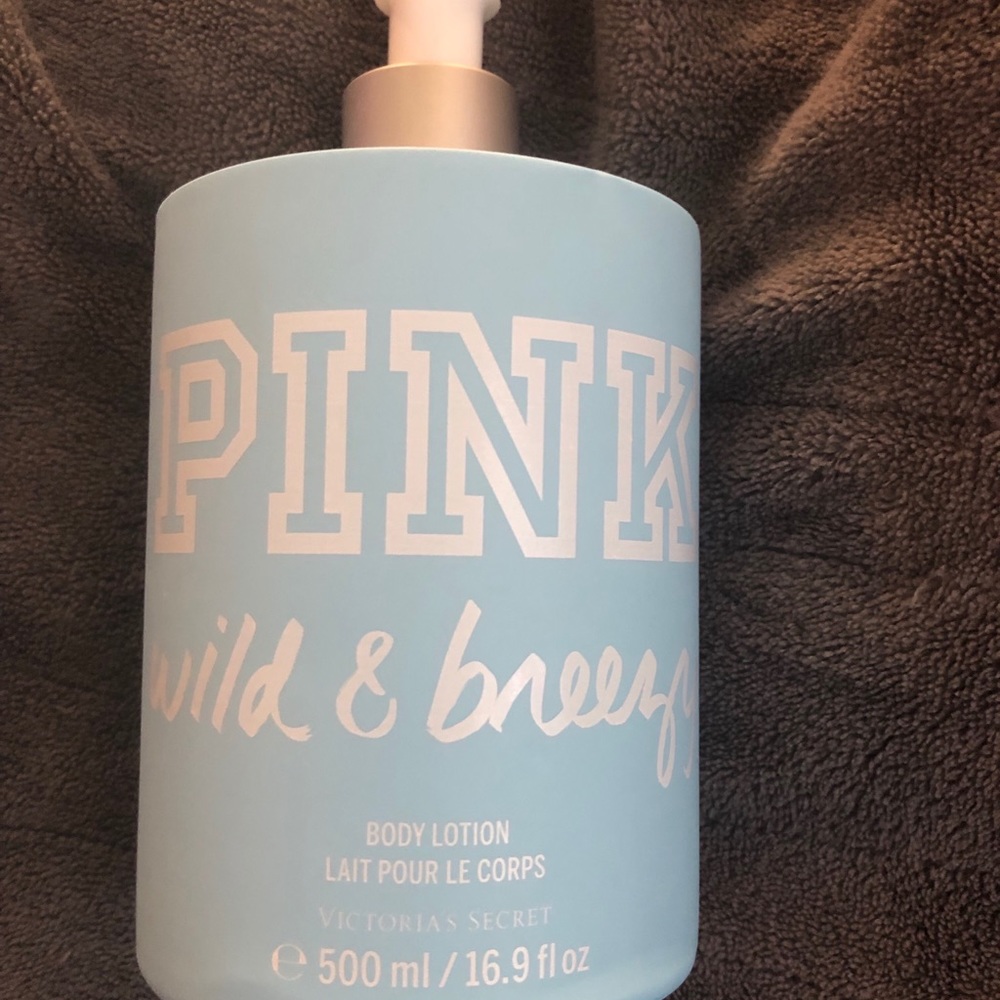 PINK
wild & breezy
BODY LOTION
LAIT POUR LE CORPS
VICTORIA'S SECRET
℮ 500 ml / 16.9 fl oz